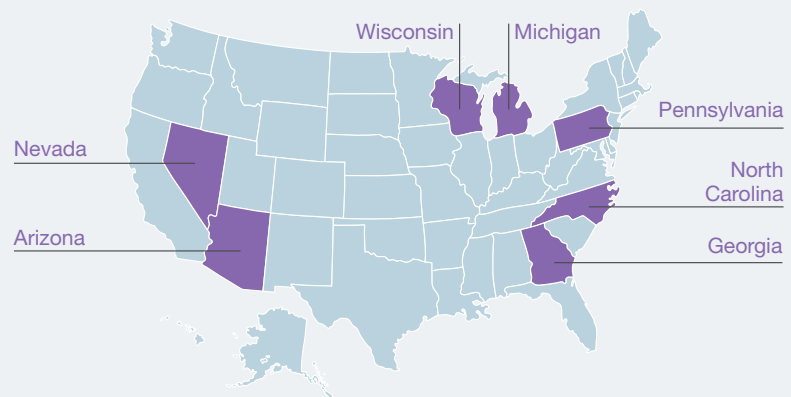 Wisconsin
Michigan
Pennsylvania
Nevada
North
Carolina
Arizona
Georgia